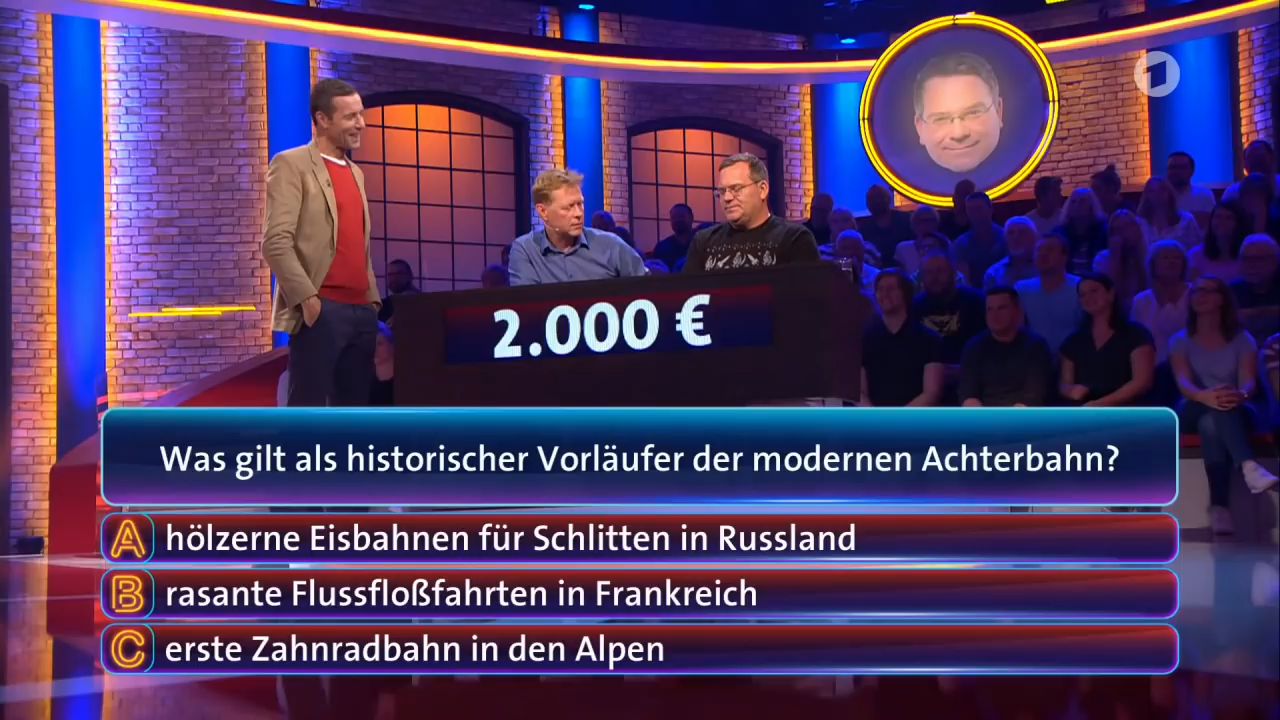 1
2.000 €
Was gilt als historischer Vorläufer der modernen Achterbahn?
A hölzerne Eisbahnen für Schlitten in Russland
B rasante Flussfloßfahrten in Frankreich
C erste Zahnradbahn in den Alpen